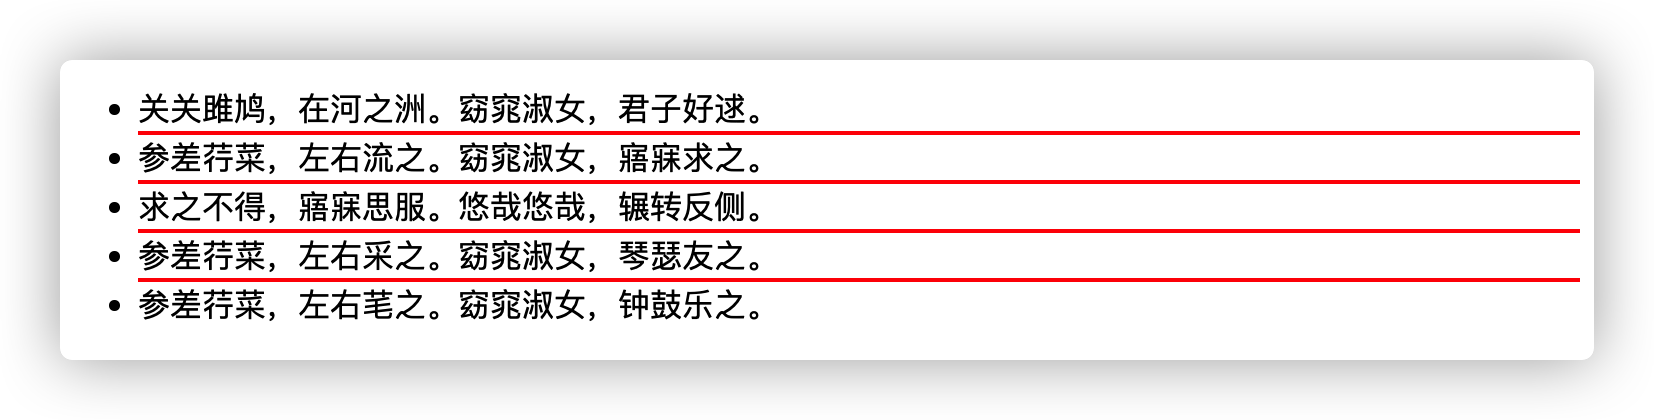 关关雎鸠，在河之洲。窈窕淑女，君子好逑。
参差荇菜，左右流之。窈窕淑女，寤寐求之。
求之不得，寤寐思服。悠哉悠哉，辗转反侧。
参差荇菜，左右采之。窈窕淑女，琴瑟友之。
参差荇菜，左右芼之。窈窕淑女，钟鼓乐之。